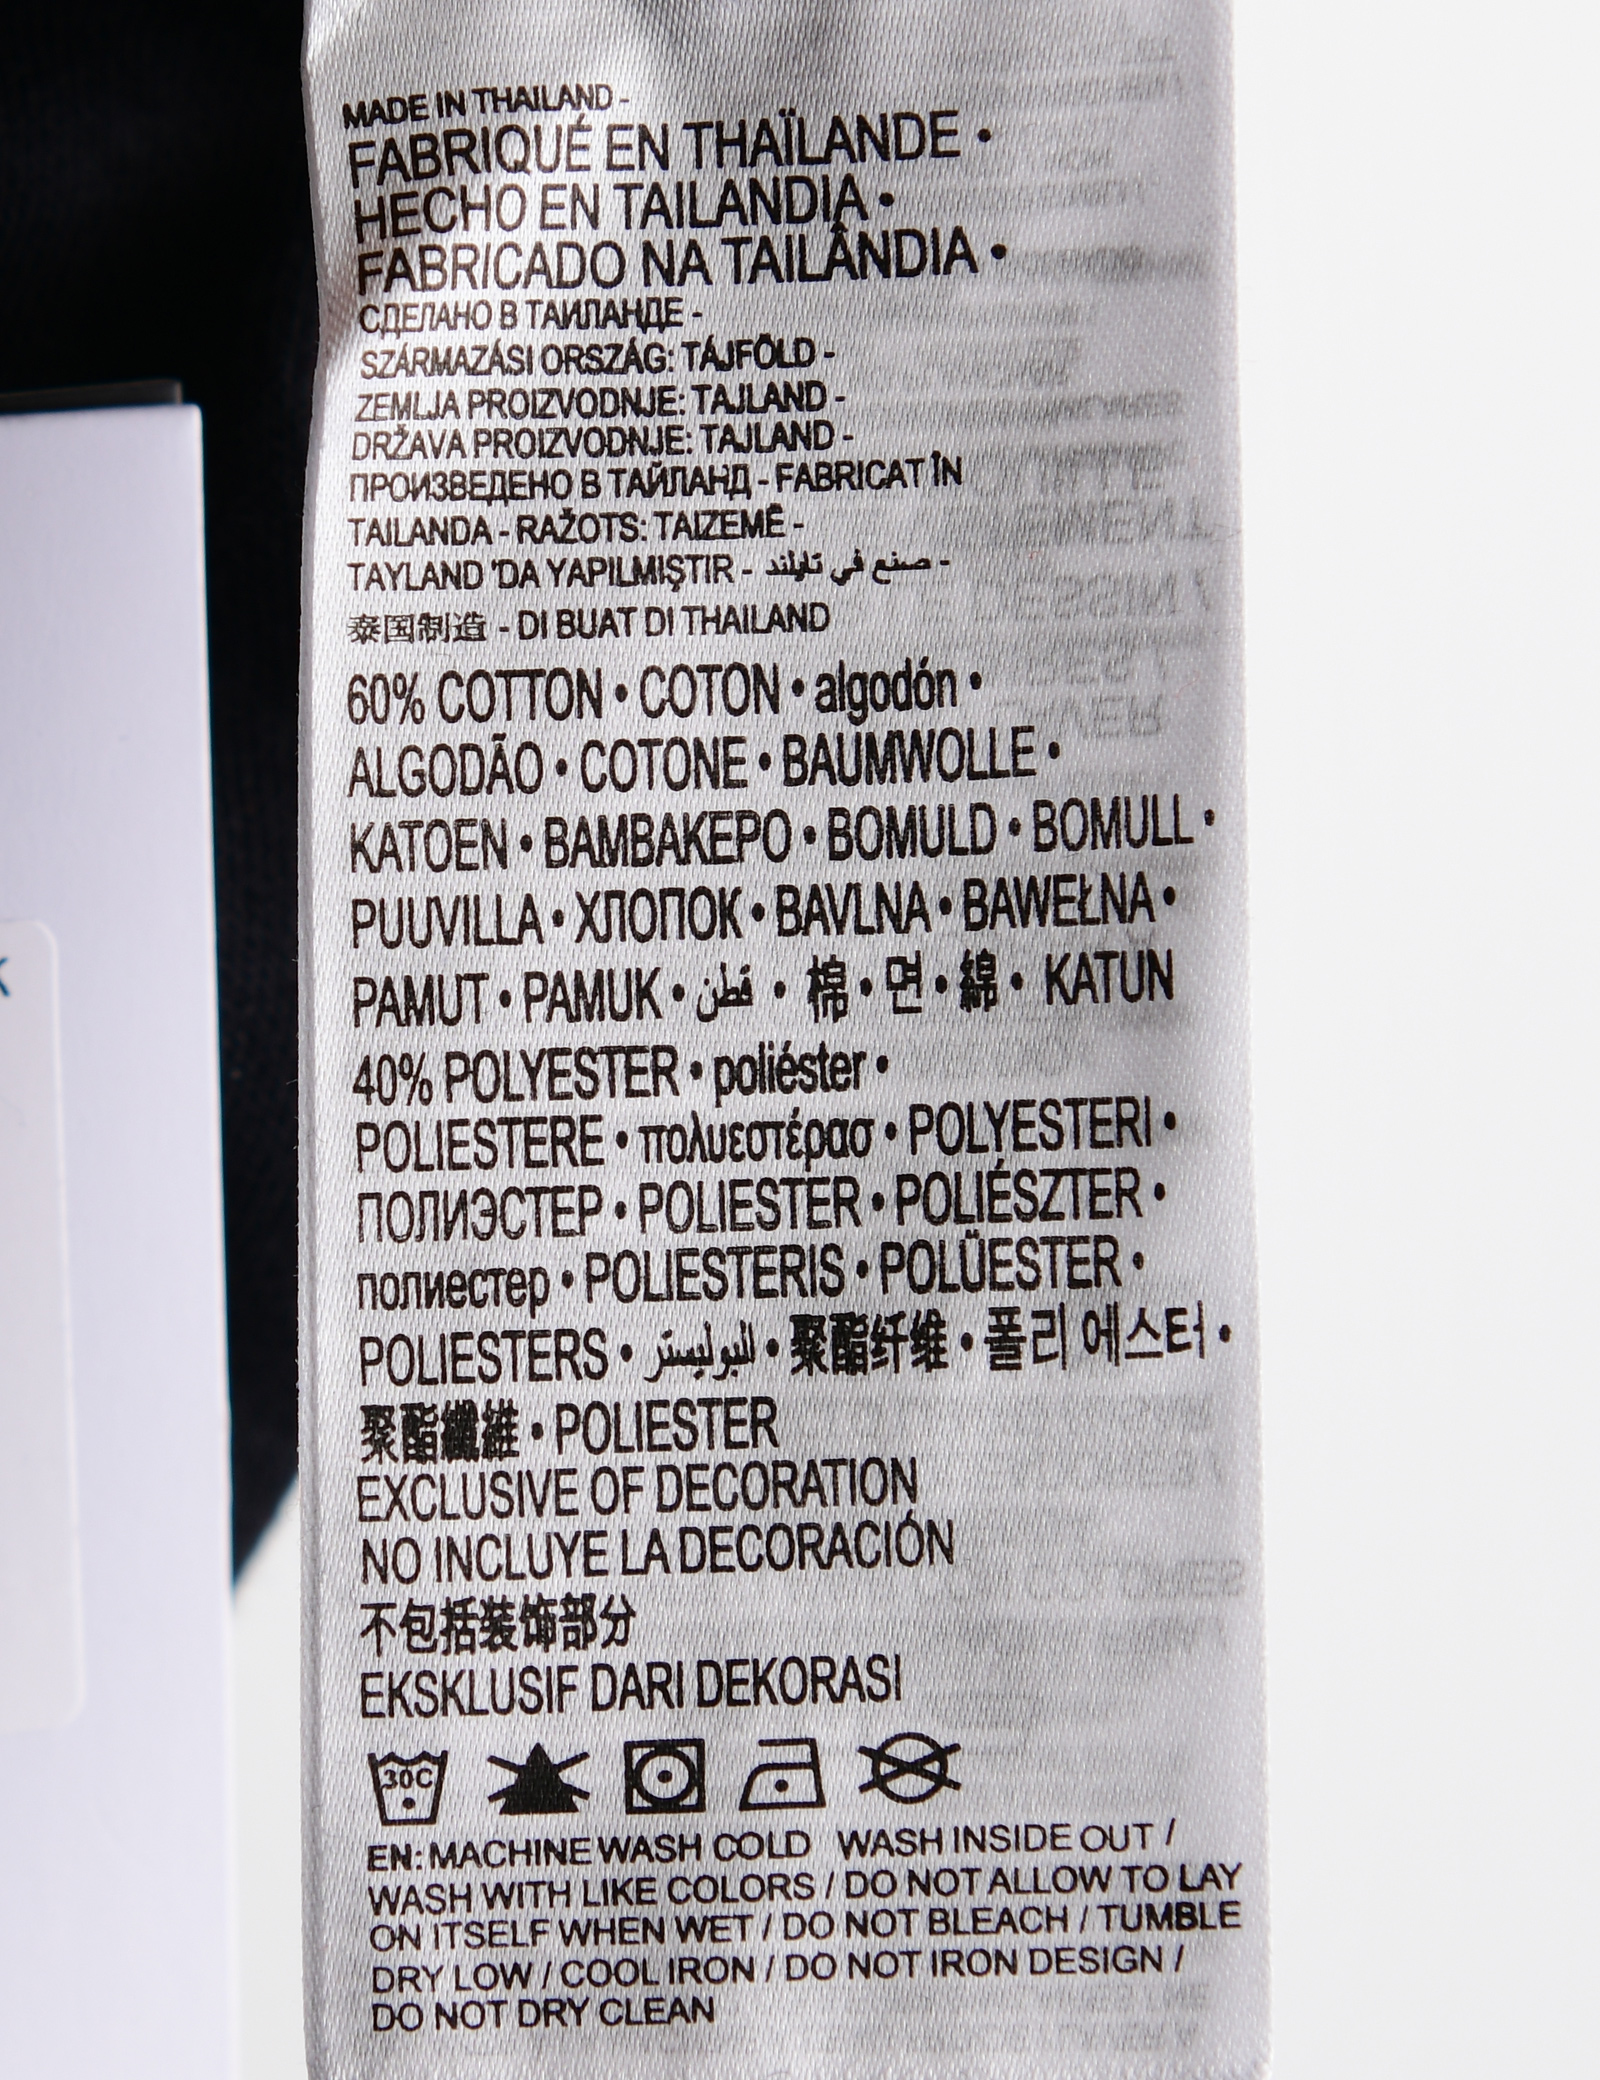 MADE IN THAILAND -
FABRIQUÉ EN THAÏLANDE •
HECHO EN TAILANDIA •
FABRICADO NA TAILÂNDIA •
СДЕЛАНО В ТАИЛАНДЕ -
SZÁRMAZÁSI ORSZÁG: TÁJFÖLD -
ZEMLJA PROIZVODNJE: TAJLAND -
DRŽAVA PROIZVODNJE: TAJLAND -
ПРОИЗВЕДЕНО В ТАЙЛАНД - FABRICAT ÎN
TAILANDA - RAŽOTS: TAIZEMĒ -
TAYLAND 'DA YAPILMIŞTIR - صنع في تايلند -
泰国制造 - DI BUAT DI THAILAND
60% COTTON • COTON • algodón •
ALGODÃO • COTONE • BAUMWOLLE •
KATOEN • BAMBAKEPO • BOMULD • BOMULL •
PUUVILLA • ХЛОПОК • BAVLNA • BAWEŁNA •
PAMUT • PAMUK • قطن • 棉 • 면 • 綿 • KATUN
40% POLYESTER • poliéster •
POLIESTERE • πολυεστέρασ • POLYESTERI •
ПОЛИЭСТЕР • POLIESTER • POLIÉSZTER •
полиестер • POLIESTERIS • POLÜESTER •
POLIESTERS • للبوليستر • 聚酯纤维 • 폴리 에스터 •
聚酯纖維 • POLIESTER
EXCLUSIVE OF DECORATION
NO INCLUYE LA DECORACIÓN
不包括装饰部分
EKSKLUSIF DARI DEKORASI
30C
EN: MACHINE WASH COLD WASH INSIDE OUT /
WASH WITH LIKE COLORS / DO NOT ALLOW TO LAY
ON ITSELF WHEN WET / DO NOT BLEACH / TUMBLE
DRY LOW / COOL IRON / DO NOT IRON DESIGN /
DO NOT DRY CLEAN